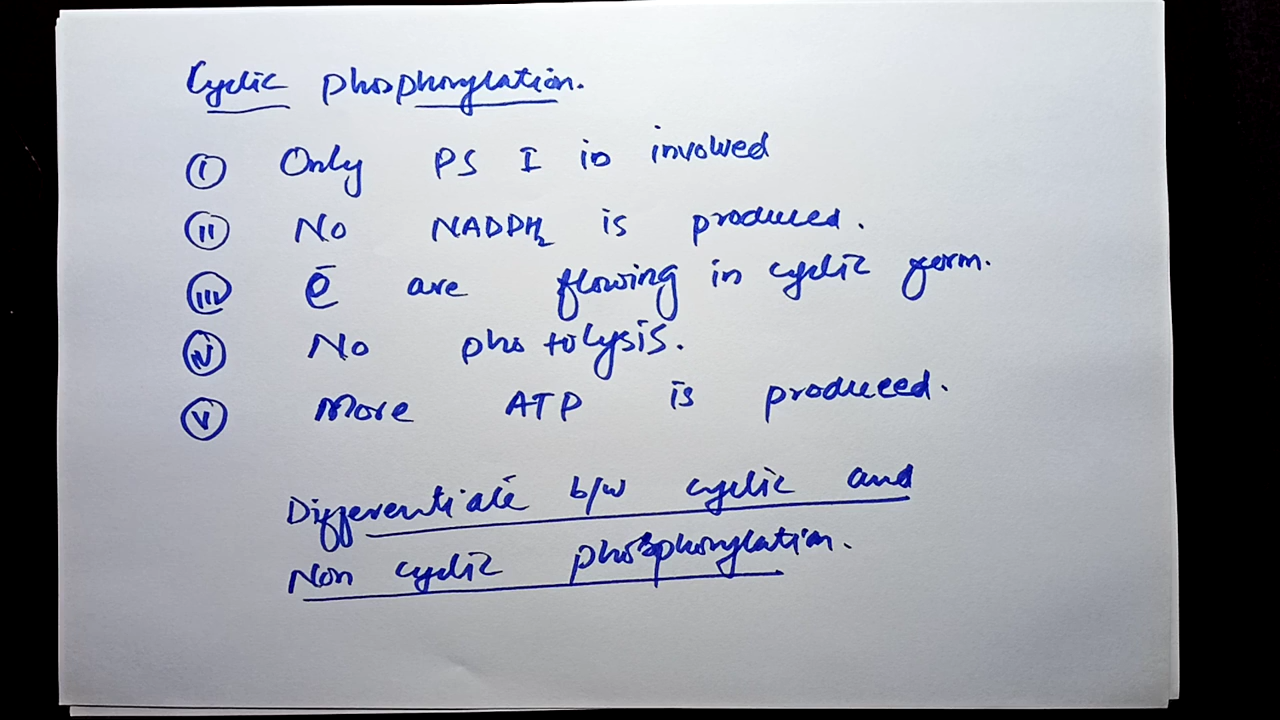 Cyclic phosphorylation.
(I) Only PS I is involved
(II) No NADPH₂ is produced.
(III) ē are flowing in cyclic form.
(IV) No photolysis.
(V) More ATP is produced.
Differentiate b/w cyclic and
Non cyclic phosphorylation.